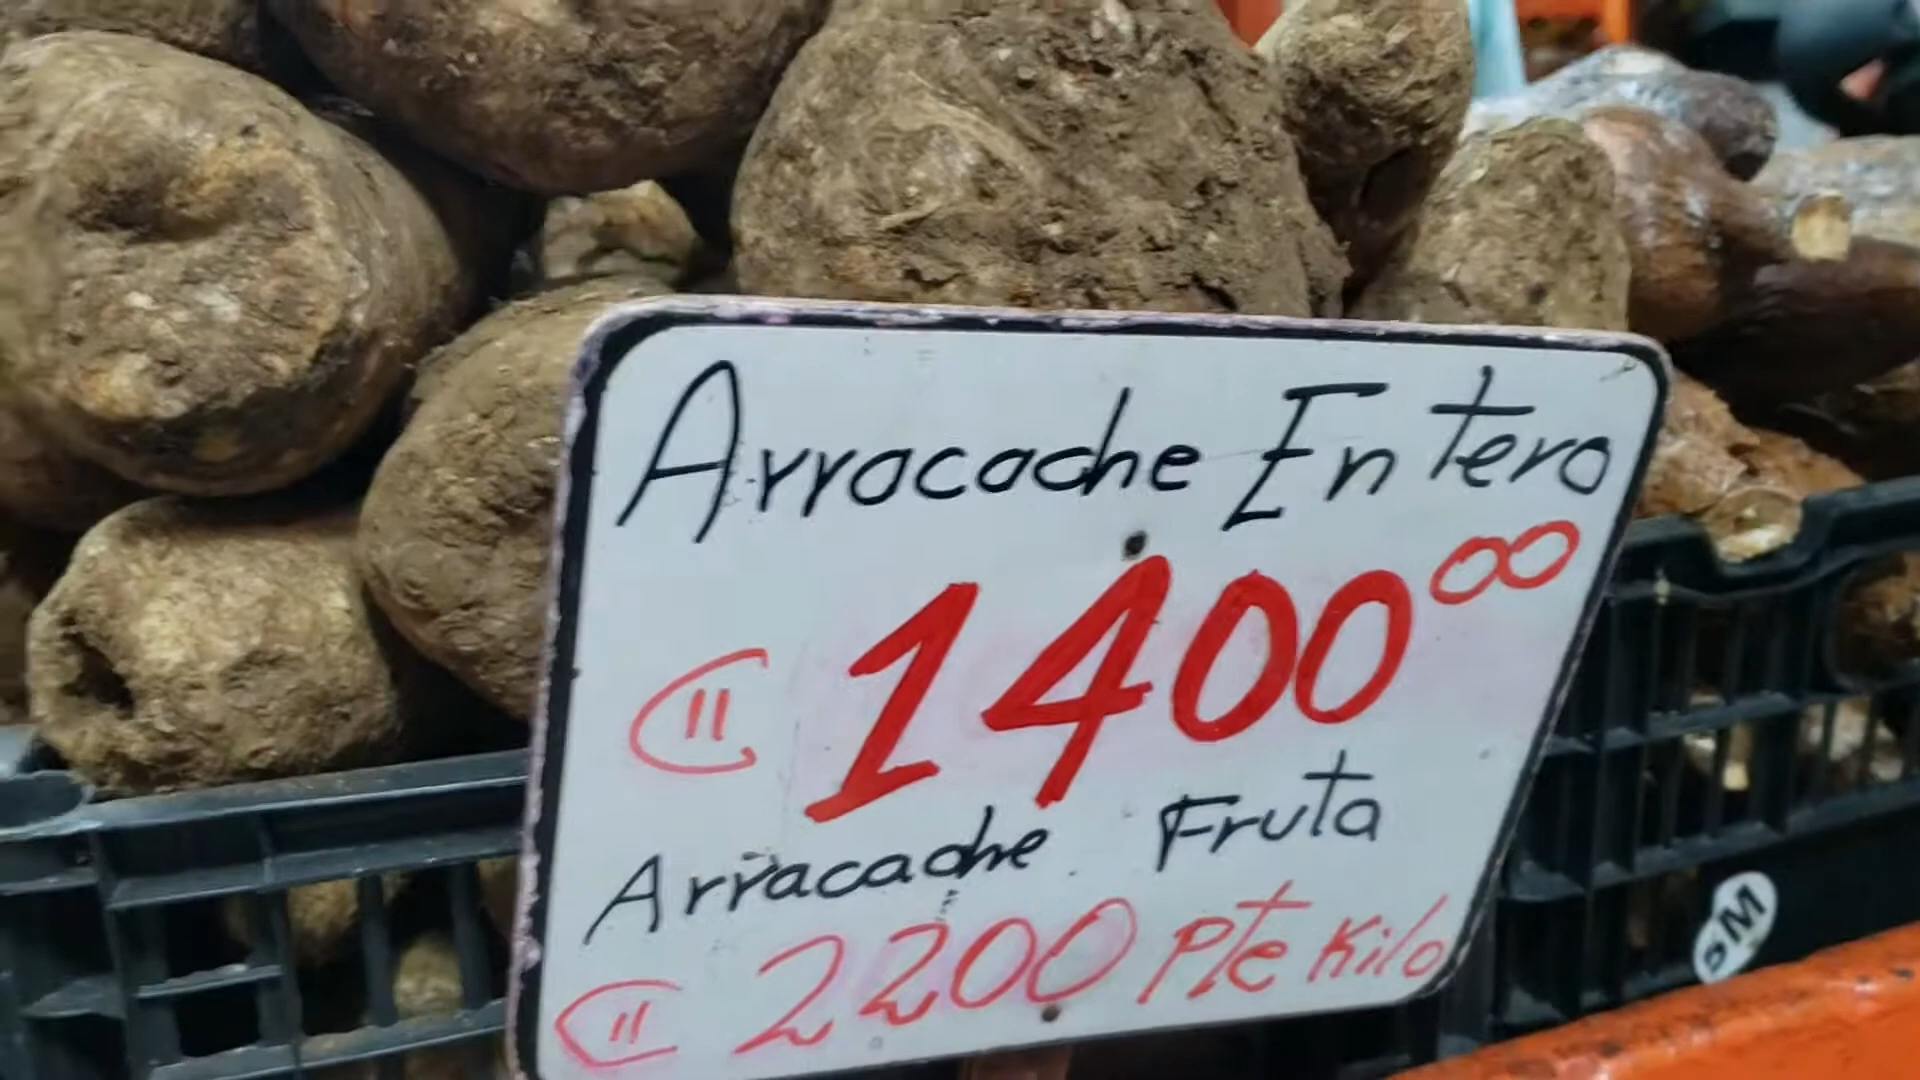 Arracache Entero
₡ 1400⁰⁰
Arracache Fruta
₡ 2200 Pte Kilo